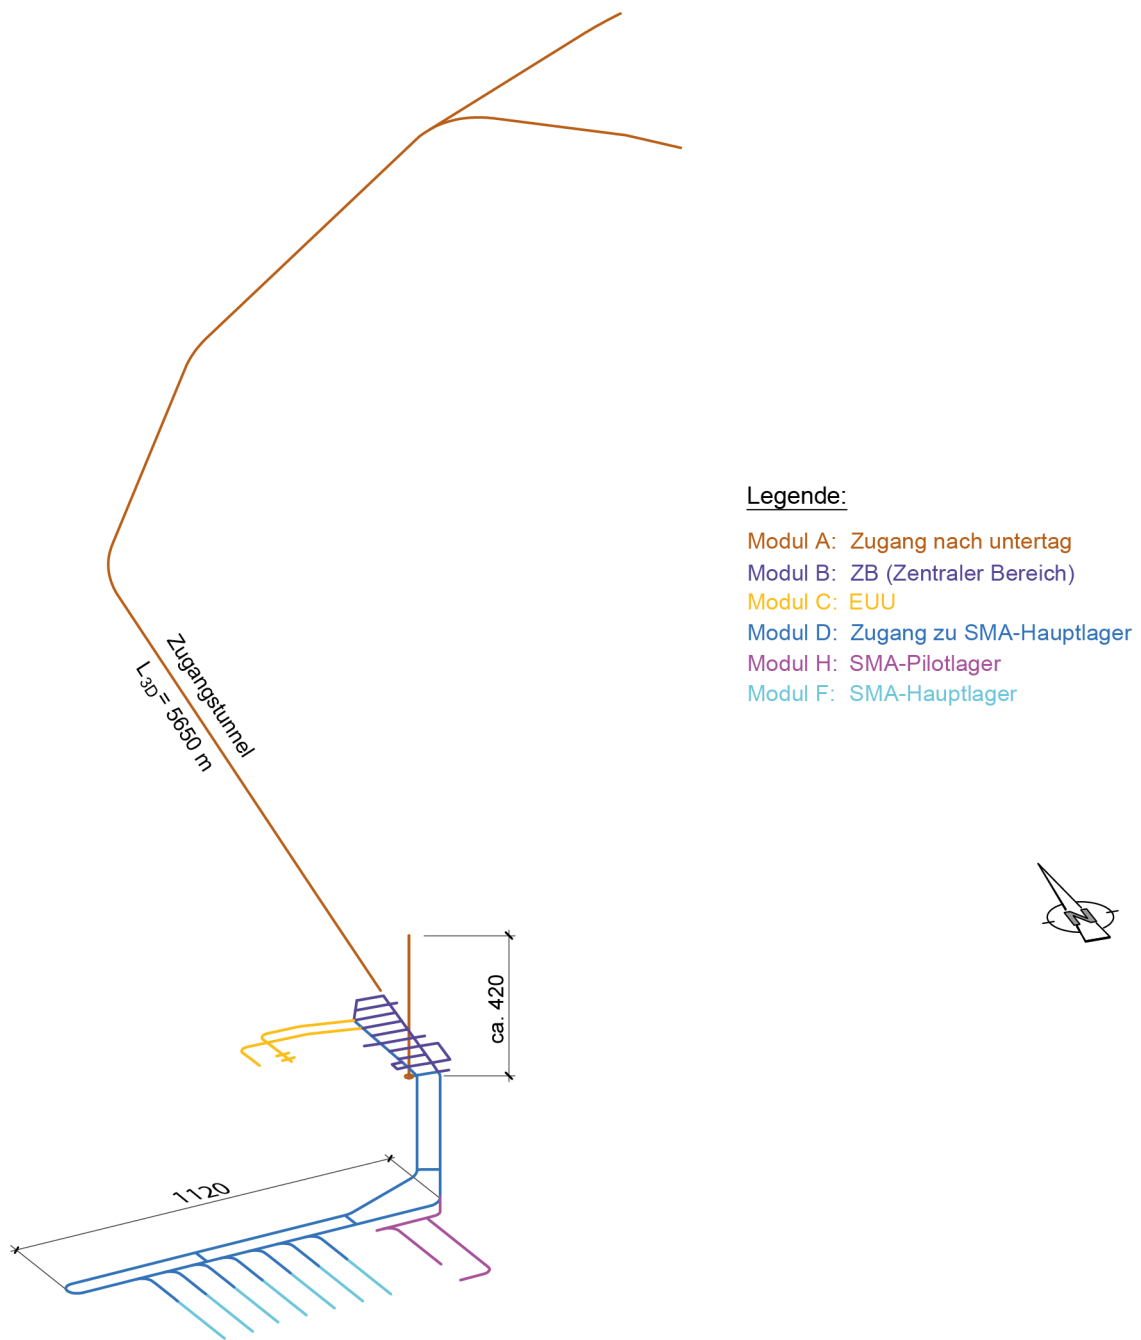 Legende:
Modul A: Zugang nach untertag
Modul B: ZB (Zentraler Bereich)
Modul C: EUU
Modul D: Zugang zu SMA-Hauptlager
Modul H: SMA-Pilotlager
Modul F: SMA-Hauptlager
Zugangstunnel
L3D = 5650 m
N
ca. 420
1120